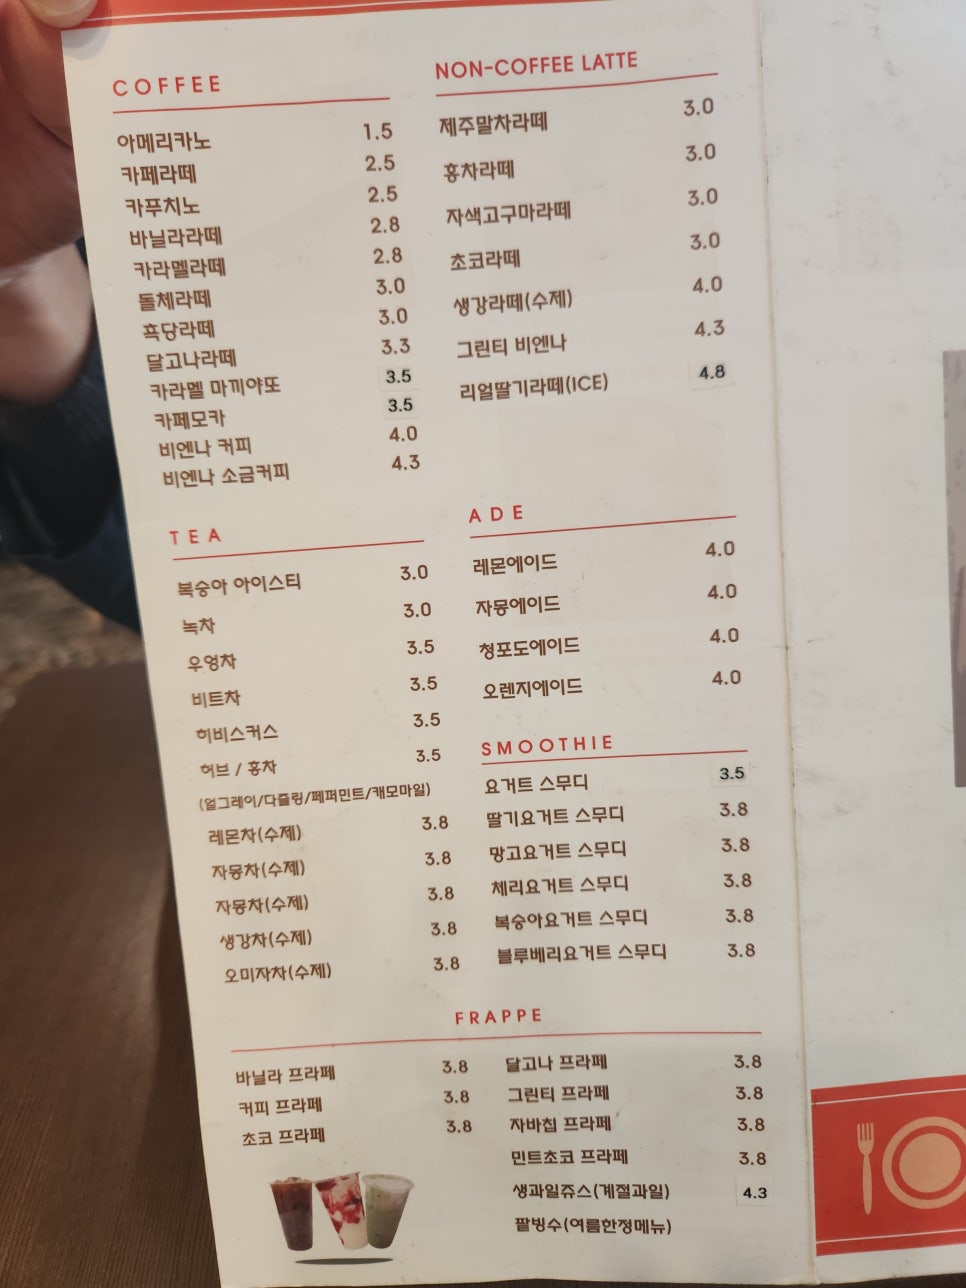 COFFEE
아메리카노 1.5
카페라떼 2.5
카푸치노 2.5
바닐라라떼 2.8
카라멜라떼 2.8
돌체라떼 3.0
흑당라떼 3.0
달고나라떼 3.3
카라멜 마끼야또 3.5
카페모카 3.5
비엔나 커피 4.0
비엔나 소금커피 4.3
NON-COFFEE LATTE
제주말차라떼 3.0
홍차라떼 3.0
자색고구마라떼 3.0
초코라떼 3.0
생강라떼(수제) 4.0
그린티 비엔나 4.3
리얼딸기라떼(ICE) 4.8
TEA
복숭아 아이스티 3.0
녹차 3.0
우엉차 3.5
비트차 3.5
히비스커스 3.5
허브 / 홍차 3.5
(얼그레이/다즐링/페퍼민트/캐모마일)
레몬차(수제) 3.8
자몽차(수제) 3.8
자몽차(수제) 3.8
생강차(수제) 3.8
오미자차(수제) 3.8
ADE
레몬에이드 4.0
자몽에이드 4.0
청포도에이드 4.0
오렌지에이드 4.0
SMOOTHIE
요거트 스무디 3.5
딸기요거트 스무디 3.8
망고요거트 스무디 3.8
체리요거트 스무디 3.8
복숭아요거트 스무디 3.8
블루베리요거트 스무디 3.8
FRAPPE
바닐라 프라페 3.8
커피 프라페 3.8
초코 프라페 3.8
달고나 프라페 3.8
그린티 프라페 3.8
자바칩 프라페 3.8
민트초코 프라페 3.8
생과일쥬스(계절과일) 4.3
팥빙수(여름한정메뉴)